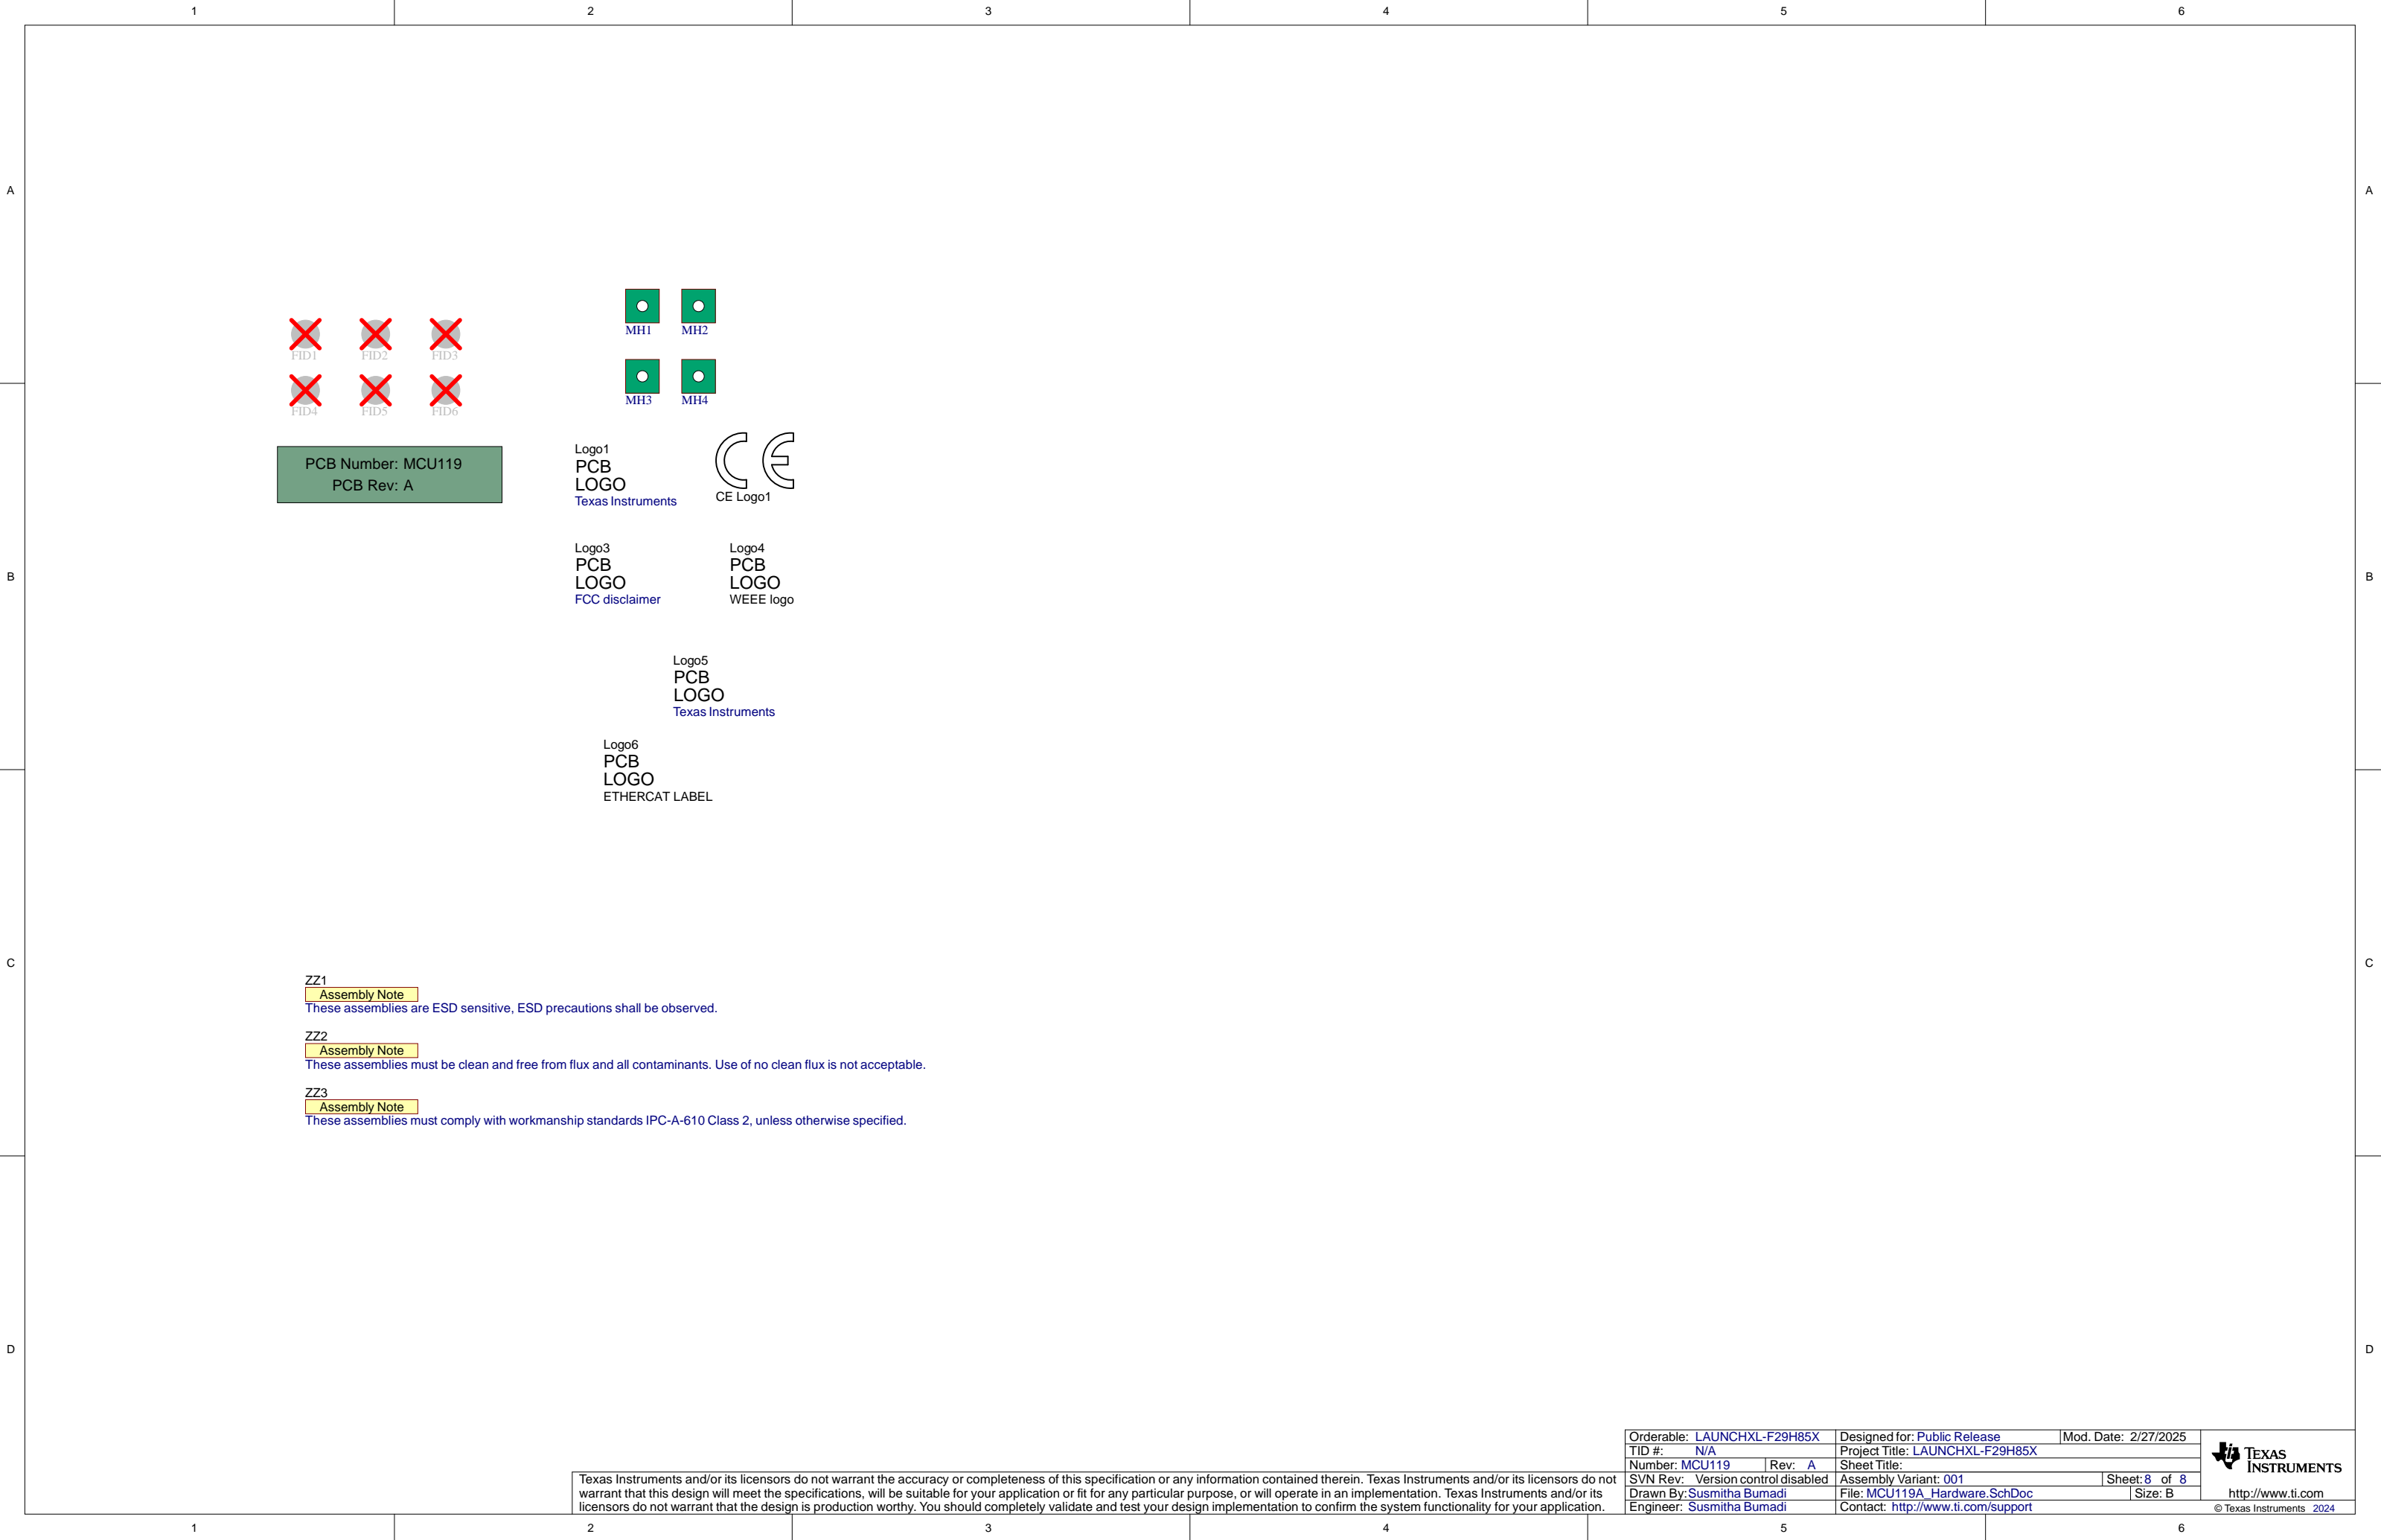 1 2 3 4 5 6
A A
MH1 MH2
FID1 FID2 FID3
MH3 MH4
FID4 FID5 FID6
PCB Number: MCU119
PCB Rev: A
Logo1
PCB
LOGO
Texas Instruments
CE
CE Logo1
Logo3
PCB
LOGO
FCC disclaimer
Logo4
PCB
LOGO
WEEE logo
B B
Logo5
PCB
LOGO
Texas Instruments
Logo6
PCB
LOGO
ETHERCAT LABEL
C C
ZZ1
Assembly Note
These assemblies are ESD sensitive, ESD precautions shall be observed.
ZZ2
Assembly Note
These assemblies must be clean and free from flux and all contaminants. Use of no clean flux is not acceptable.
ZZ3
Assembly Note
These assemblies must comply with workmanship standards IPC-A-610 Class 2, unless otherwise specified.
D D
Texas Instruments and/or its licensors do not warrant the accuracy or completeness of this specification or any information contained therein. Texas Instruments and/or its licensors do not
warrant that this design will meet the specifications, will be suitable for your application or fit for any particular purpose, or will operate in an implementation. Texas Instruments and/or its
licensors do not warrant that the design is production worthy. You should completely validate and test your design implementation to confirm the system functionality for your application.
Orderable: LAUNCHXL-F29H85X Designed for: Public Release Mod. Date: 2/27/2025
TID #: N/A Project Title: LAUNCHXL-F29H85X
Number: MCU119 Rev: A Sheet Title:
SVN Rev: Version control disabled Assembly Variant: 001 Sheet: 8 of 8
Drawn By: Susmitha Bumadi File: MCU119A_Hardware.SchDoc Size: B
Engineer: Susmitha Bumadi Contact: http://www.ti.com/support
TEXAS
INSTRUMENTS
http://www.ti.com
© Texas Instruments 2024
1 2 3 4 5 6